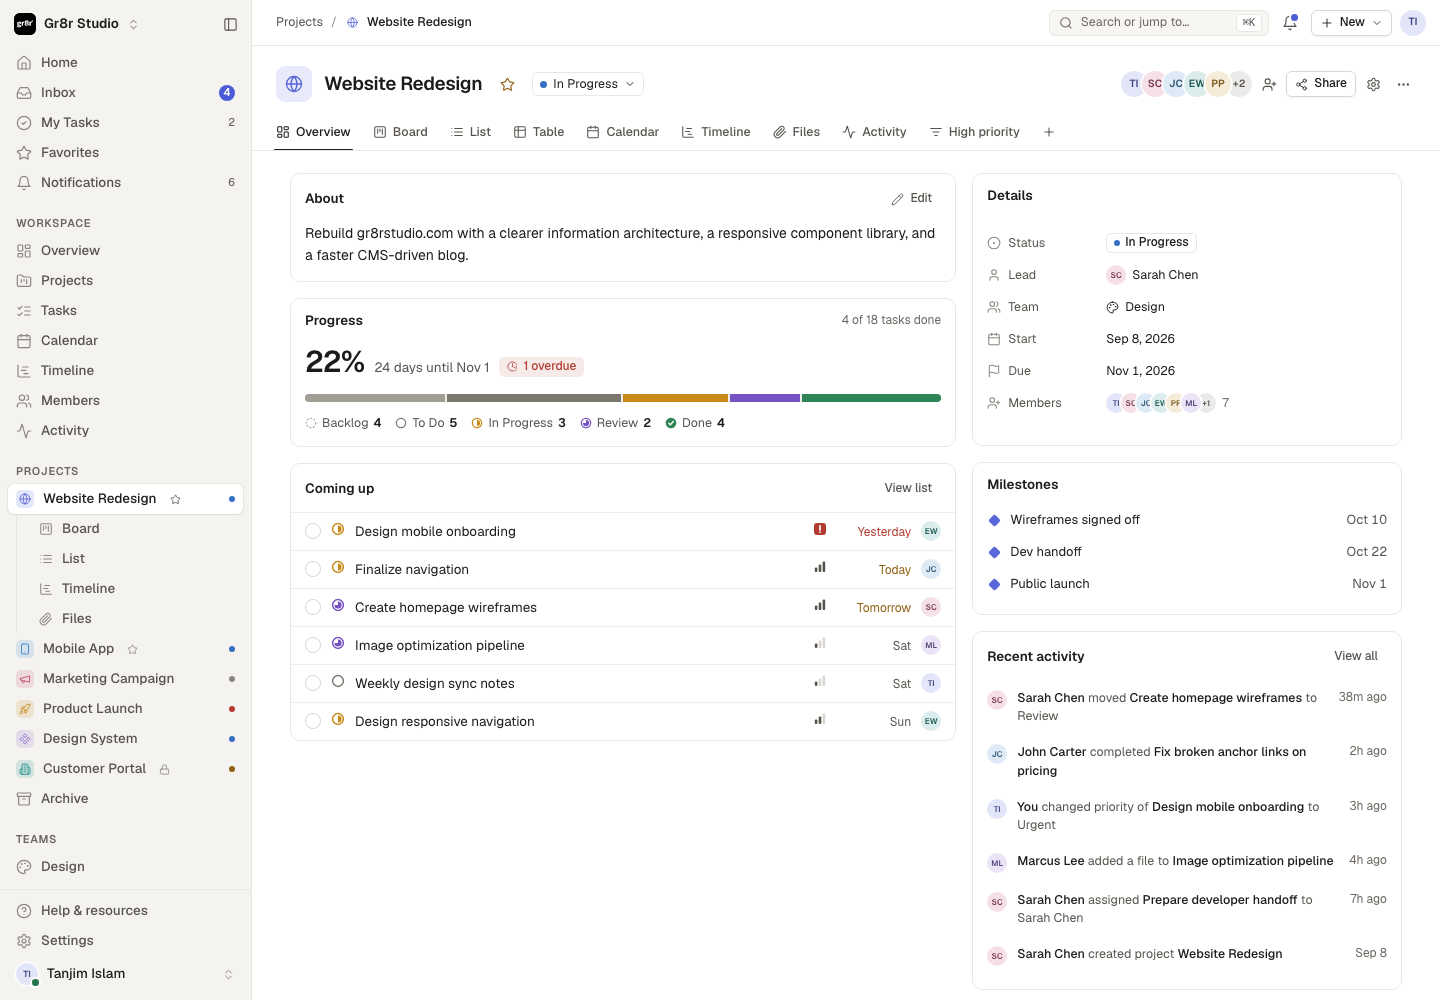 gr8r
Gr8r Studio
Home
Inbox 4
My Tasks 2
Favorites
Notifications 6
WORKSPACE
Overview
Projects
Tasks
Calendar
Timeline
Members
Activity
PROJECTS
Website Redesign
Board
List
Timeline
Files
Mobile App
Marketing Campaign
Product Launch
Design System
Customer Portal
Archive
TEAMS
Design
Help & resources
Settings
TI Tanjim Islam
Projects / Website Redesign
Search or jump to... ⌘K
New
TI
Website Redesign
In Progress
TI SC JC EW PP +2
Share
Overview Board List Table Calendar Timeline Files Activity High priority
About
Edit
Rebuild gr8rstudio.com with a clearer information architecture, a responsive component library, and
a faster CMS-driven blog.
Progress
4 of 18 tasks done
22% 24 days until Nov 1 1 overdue
Backlog 4 To Do 5 In Progress 3 Review 2 Done 4
Coming up
View list
Design mobile onboarding Yesterday EW
Finalize navigation Today JC
Create homepage wireframes Tomorrow SC
Image optimization pipeline Sat ML
Weekly design sync notes Sat TI
Design responsive navigation Sun EW
Details
Status In Progress
Lead SC Sarah Chen
Team Design
Start Sep 8, 2026
Due Nov 1, 2026
Members TI SC JC EW PP ML +1 7
Milestones
Wireframes signed off Oct 10
Dev handoff Oct 22
Public launch Nov 1
Recent activity
View all
SC Sarah Chen moved Create homepage wireframes to 38m ago
Review
JC John Carter completed Fix broken anchor links on 2h ago
pricing
TI You changed priority of Design mobile onboarding to 3h ago
Urgent
ML Marcus Lee added a file to Image optimization pipeline 4h ago
SC Sarah Chen assigned Prepare developer handoff to 7h ago
Sarah Chen
SC Sarah Chen created project Website Redesign Sep 8